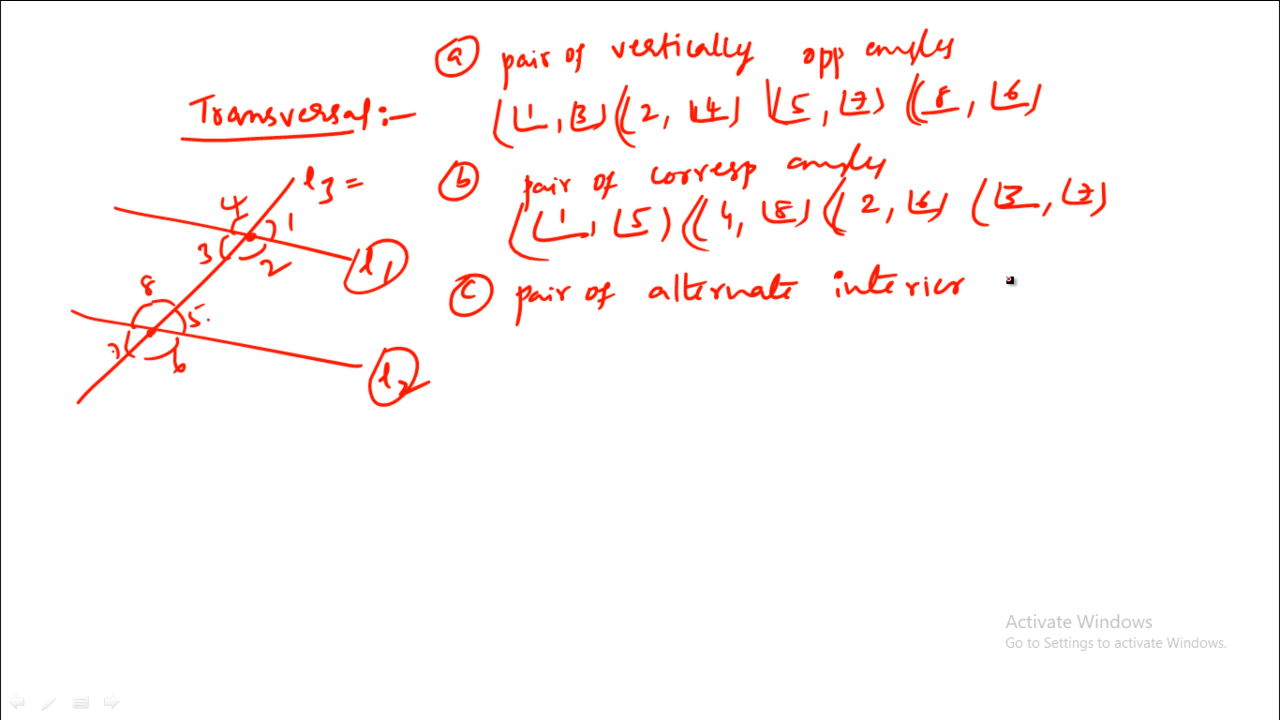 Transversal:-
l3 =
4
1
3
2
l1
8
5.
7
6
l2
a pair of vertically opp angles
(∠1, ∠3) (2, ∠4) ∠5, ∠7) (8, ∠6)
b pair of corresp angles
(∠1, ∠5) (4, ∠8) (2, ∠6) (∠3, ∠7)
c pair of alternate interior
Activate Windows
Go to Settings to activate Windows.